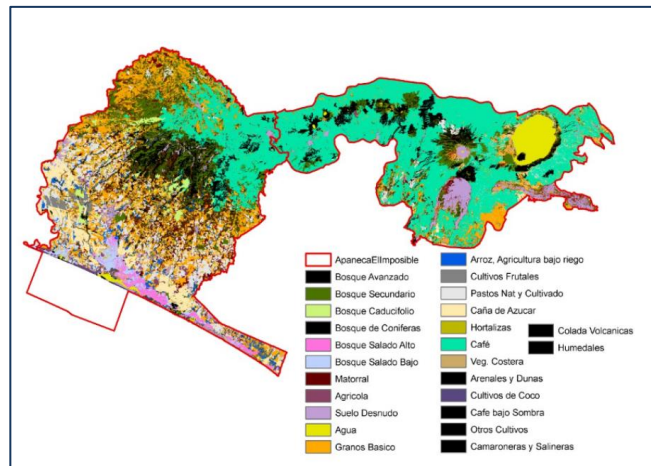 ApanecaElImposible
Bosque Avanzado
Bosque Secundario
Bosque Caducifolio
Bosque de Coniferas
Bosque Salado Alto
Bosque Salado Bajo
Matorral
Agricola
Suelo Desnudo
Agua
Granos Basico
Arroz, Agricultura bajo riego
Cultivos Frutales
Pastos Nat y Cultivado
Caña de Azucar
Hortalizas
Café
Veg. Costera
Arenales y Dunas
Cultivos de Coco
Cafe bajo Sombra
Otros Cultivos
Camaroneras y Salineras
Colada Volcanicas
Humedales